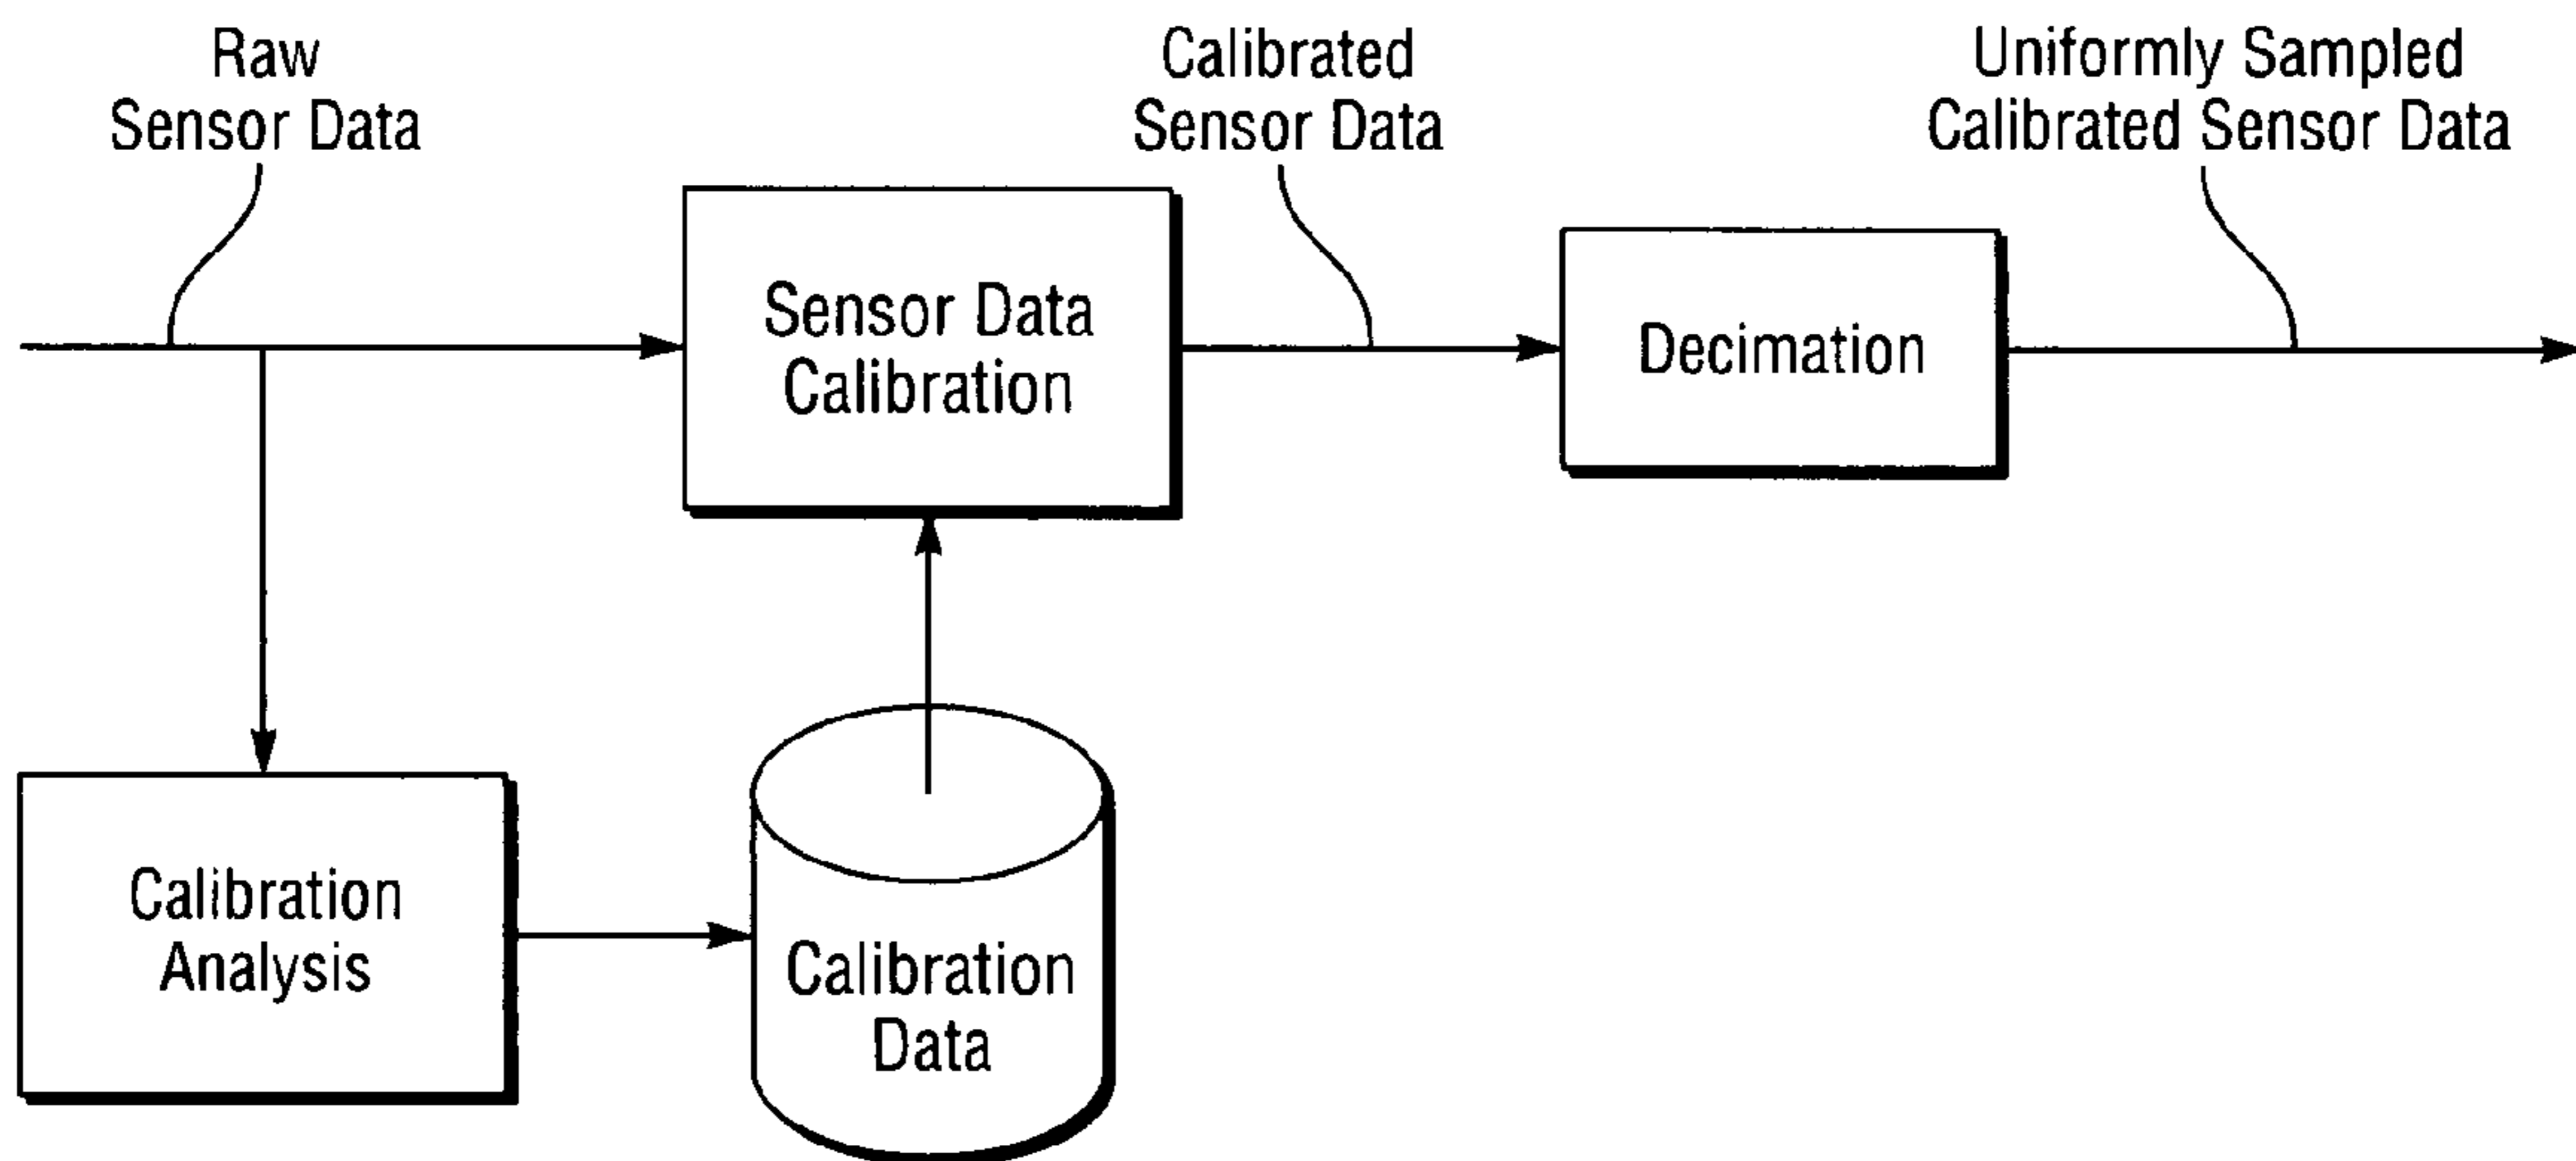 Raw
Sensor Data
Calibrated
Sensor Data
Uniformly Sampled
Calibrated Sensor Data
Sensor Data
Calibration
Decimation
Calibration
Analysis
Calibration
Data